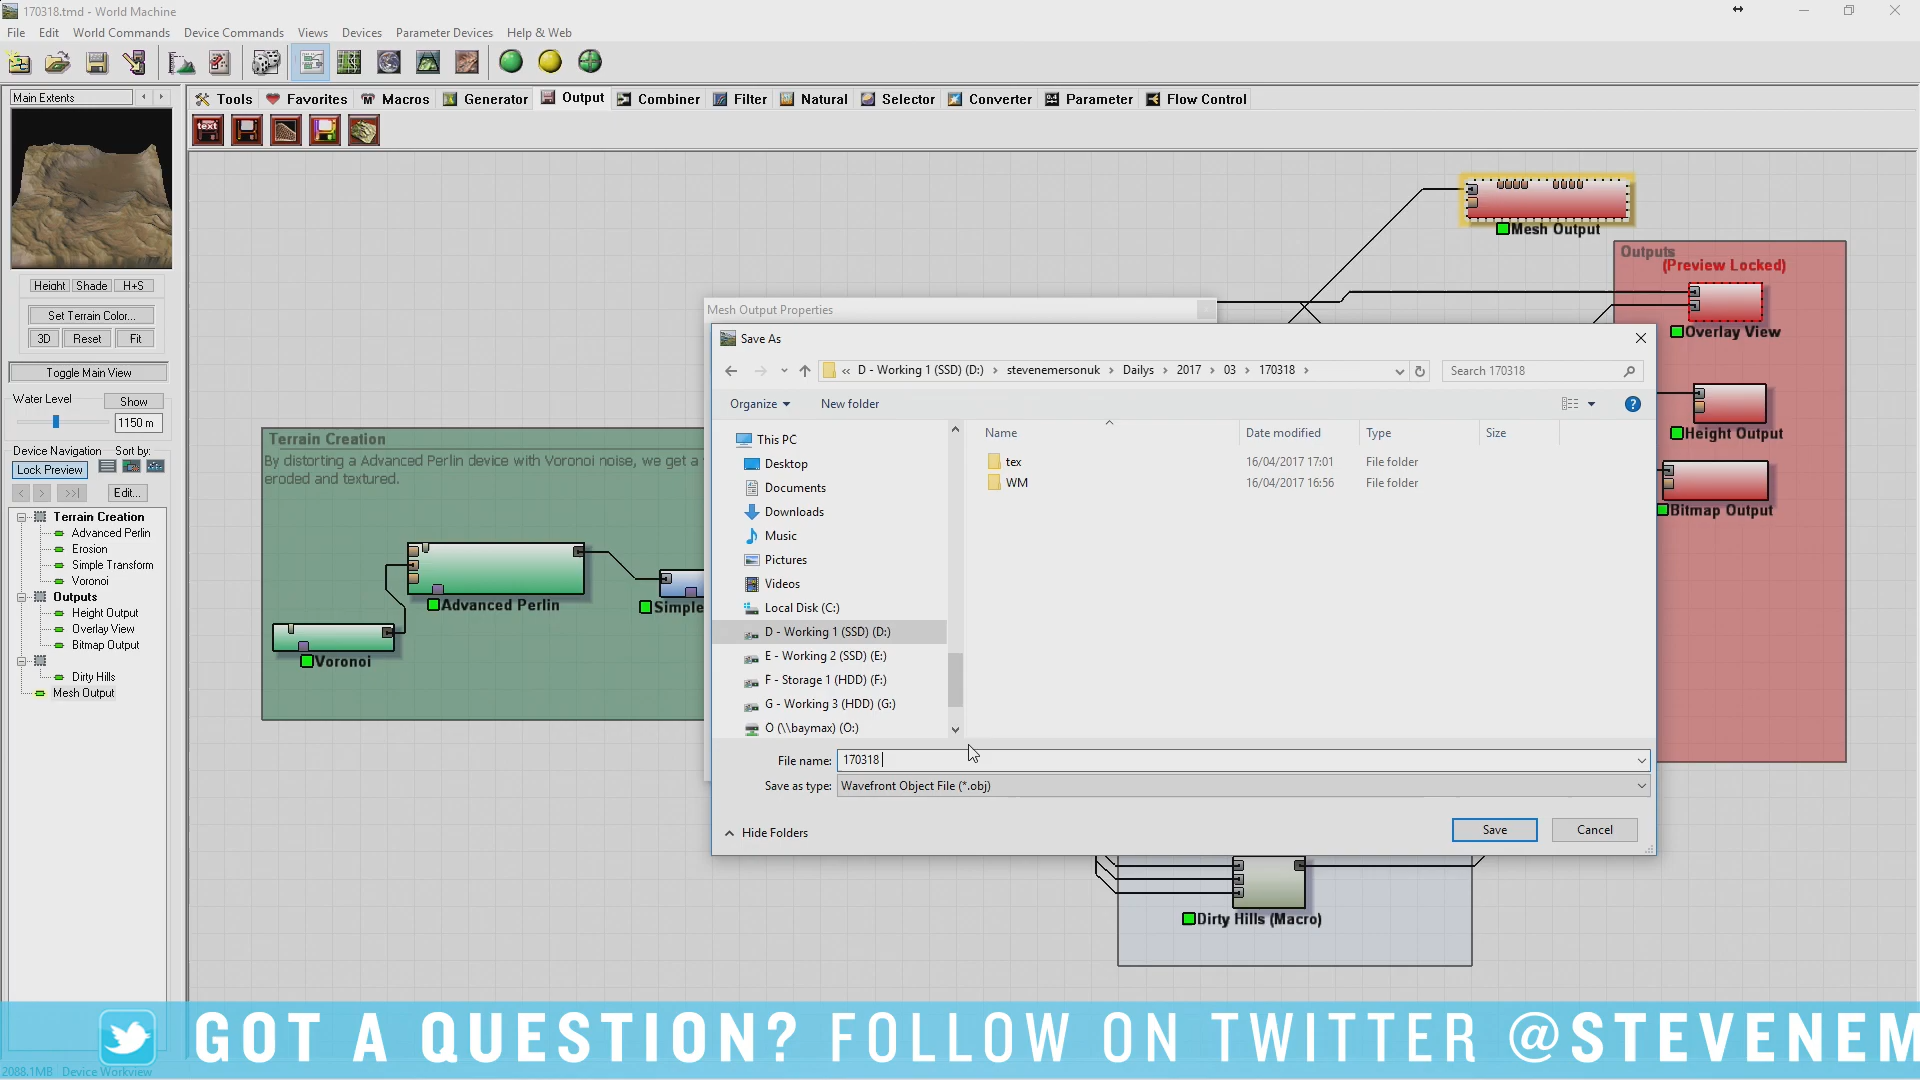 170318.tmd - World Machine
File Edit World Commands Device Commands Views Devices Parameter Devices Help & Web
Main Extents
Tools Favorites Macros Generator Output Combiner Filter Natural Selector Converter Parameter Flow Control
text
Height Shade H+S
Set Terrain Color...
3D Reset Fit
Toggle Main View
Water Level Show
1150 m
Device Navigation Sort by:
Lock Preview
Edit...
Terrain Creation
Advanced Perlin
Erosion
Simple Transform
Voronoi
Outputs
Height Output
Overlay View
Bitmap Output
Dirty Hills
Mesh Output
Terrain Creation
By distorting a Advanced Perlin device with Voronoi noise, we get a
eroded and textured.
Advanced Perlin
Voronoi
Simple
Mesh Output
Outputs
(Preview Locked)
Overlay View
Height Output
Bitmap Output
Dirty Hills (Macro)
Mesh Output Properties
Save As
« D - Working 1 (SSD) (D:) › stevenemersonuk › Dailys › 2017 › 03 › 170318 ›
Search 170318
Organize New folder
This PC
Desktop
Documents
Downloads
Music
Pictures
Videos
Local Disk (C:)
D - Working 1 (SSD) (D:)
E - Working 2 (SSD) (E:)
F - Storage 1 (HDD) (F:)
G - Working 3 (HDD) (G:)
O (\\baymax) (O:)
Name Date modified Type Size
tex 16/04/2017 17:01 File folder
WM 16/04/2017 16:56 File folder
File name: 170318
Save as type: Wavefront Object File (*.obj)
Hide Folders
Save Cancel
GOT A QUESTION? FOLLOW ON TWITTER @STEVENEM
2088.1MB Device Workview